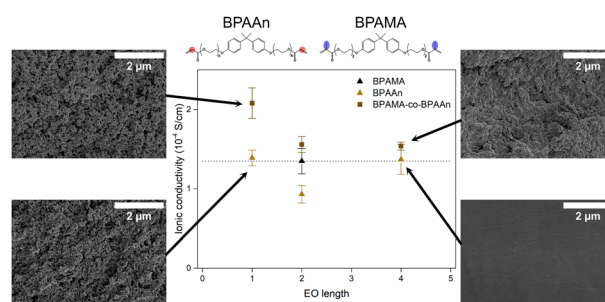 BPAAn
BPAMA
2 µm
2 µm
2 µm
2 µm
BPAMA
BPAAn
BPAMA-co-BPAAn
Ionic conductivity (10⁻⁴ S/cm)
2
1
0
0
1
2
3
4
5
EO length